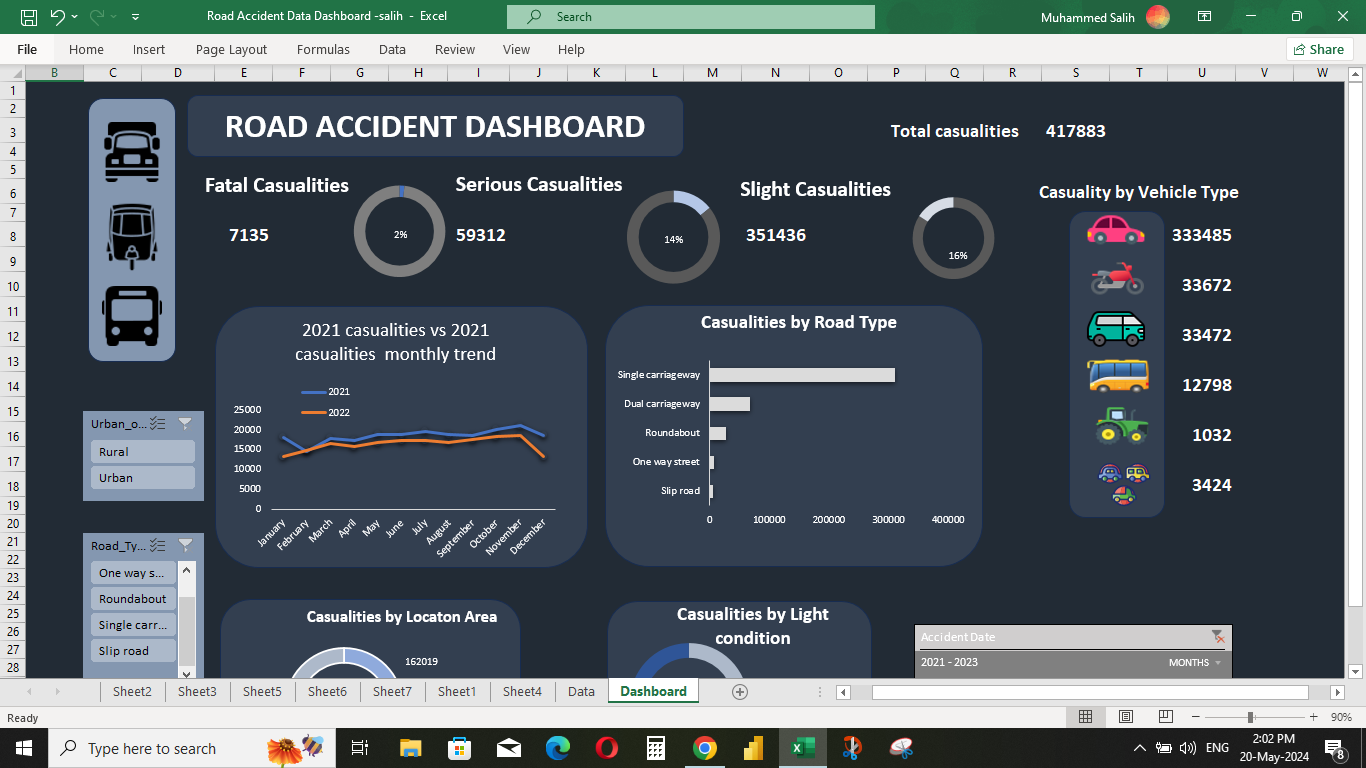 Road Accident Data Dashboard -salih - Excel
Search
Muhammed Salih
File Home Insert Page Layout Formulas Data Review View Help
Share
B C D E F G H I J K L M N O P Q R S T U V W
1
2
3
4
5
6
7
8
9
10
11
12
13
14
15
16
17
18
19
20
21
22
23
24
25
26
27
28
ROAD ACCIDENT DASHBOARD
Total casualities 417883
Fatal Casualities
7135
2%
Serious Casualities
59312
14%
Slight Casualities
351436
16%
Casuality by Vehicle Type
333485
33672
33472
12798
1032
3424
2021 casualities vs 2021
casualities monthly trend
2021
2022
25000
20000
15000
10000
5000
0
January February March April May June July August September October November December
Casualities by Road Type
Single carriageway
Dual carriageway
Roundabout
One way street
Slip road
0 100000 200000 300000 400000
Urban_o...
Rural
Urban
Road_Ty...
One way s...
Roundabout
Single carr...
Slip road
Casualities by Locaton Area
162019
Casualities by Light
condition
Accident Date
2021 - 2023
MONTHS
Sheet2 Sheet3 Sheet5 Sheet6 Sheet7 Sheet1 Sheet4 Data Dashboard
Ready
90%
Type here to search
ENG
2:02 PM
20-May-2024
8